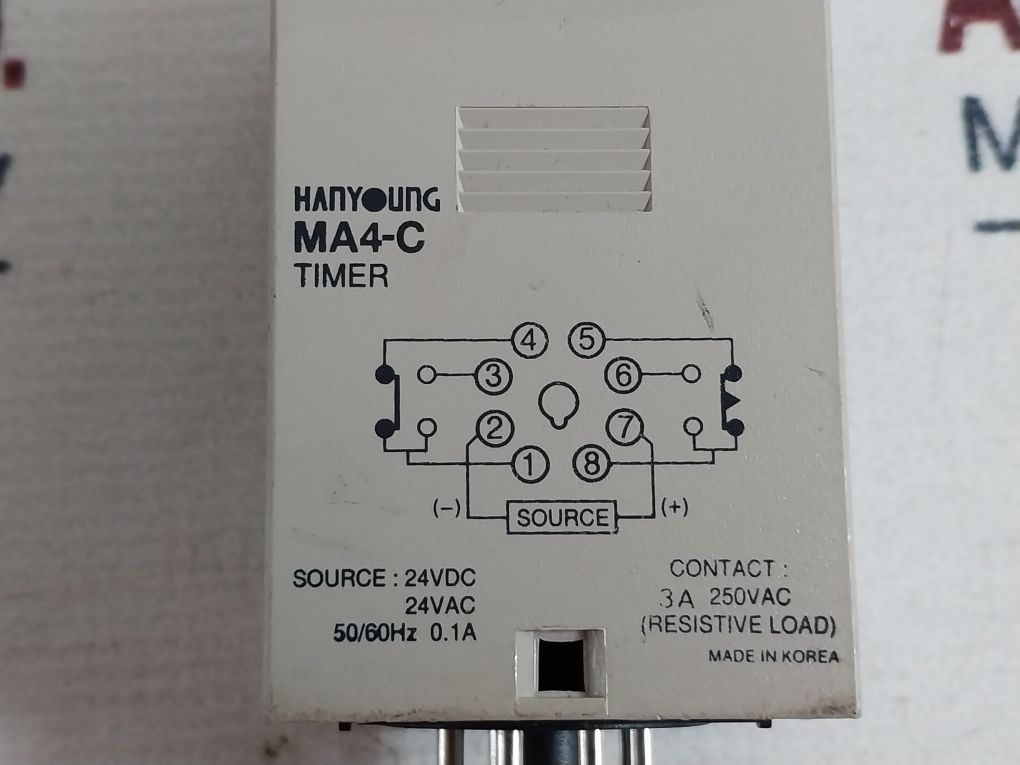 HANYOUNG
MA4-C
TIMER
4 5
3 6
2 7
1 8
(-) SOURCE (+)
SOURCE : 24VDC
24VAC
50/60Hz 0.1A
CONTACT :
3A 250VAC
(RESISTIVE LOAD)
MADE IN KOREA